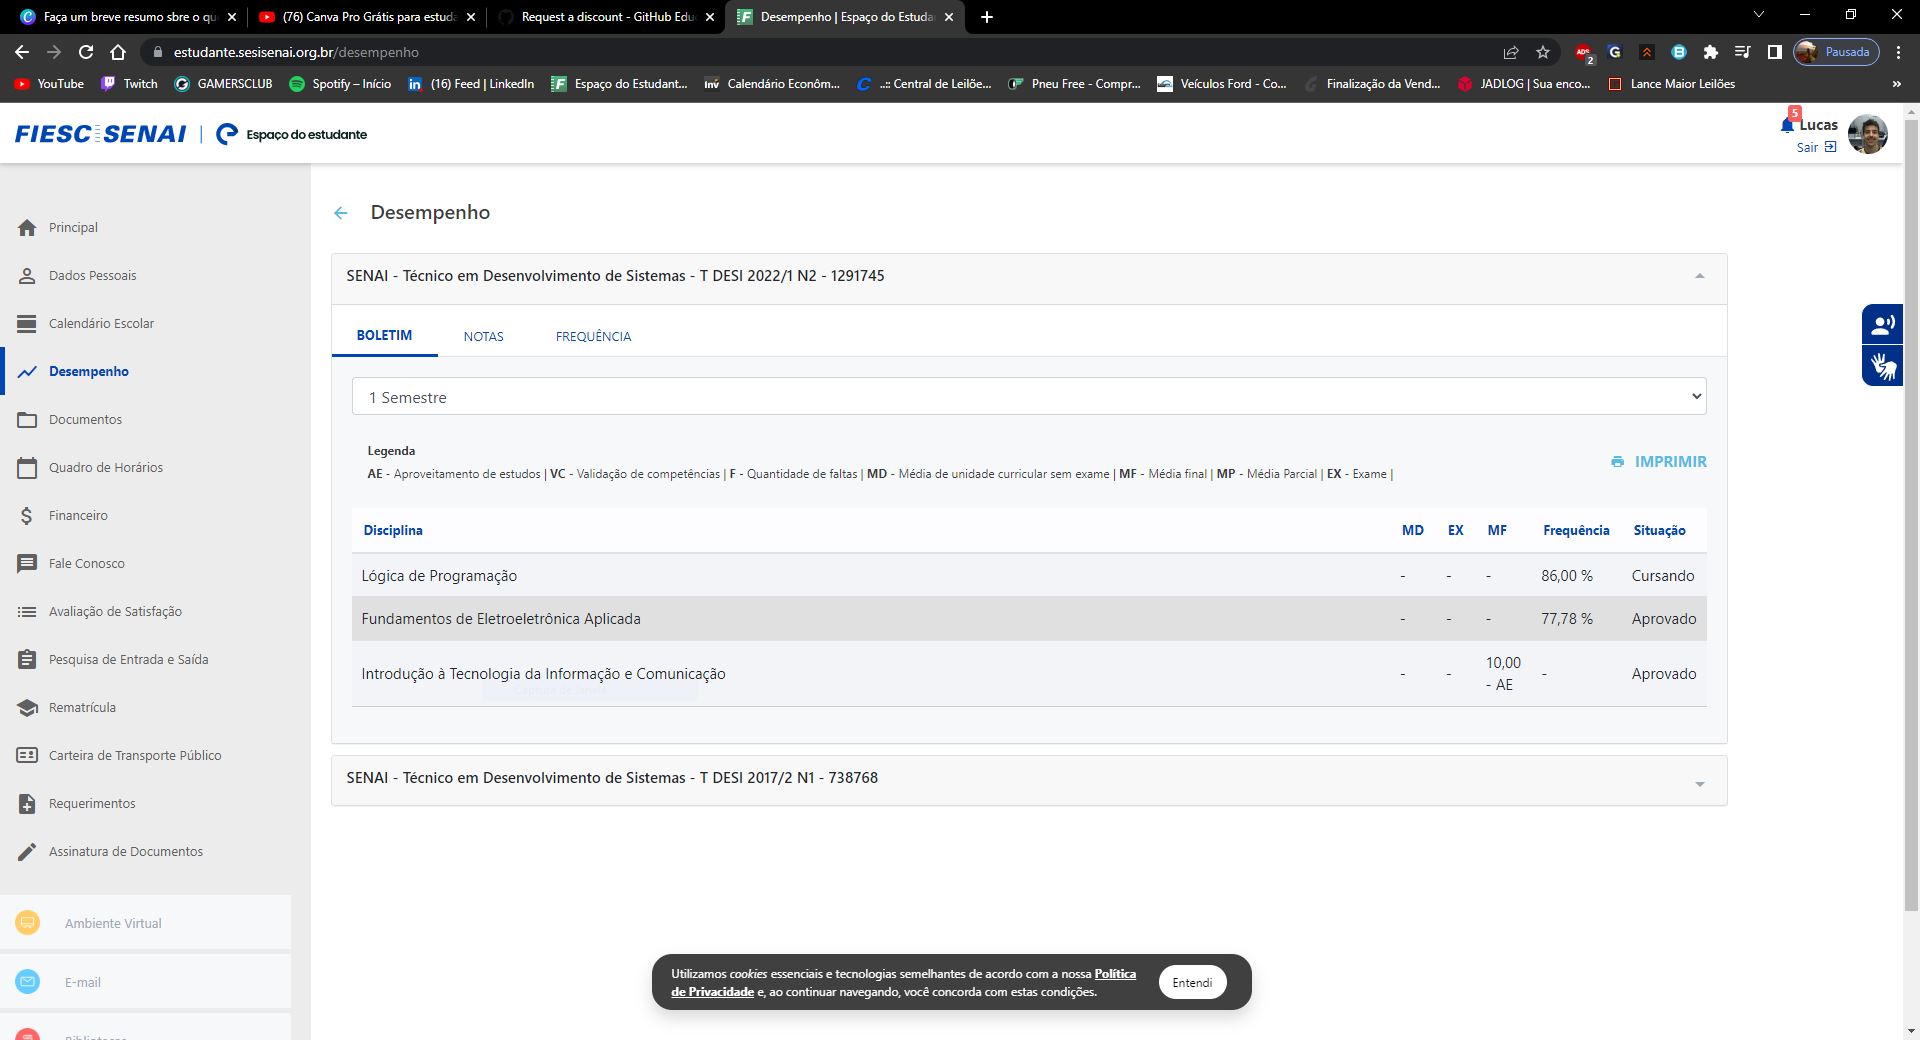 Faça um breve resumo sbre o qu
(76) Canva Pro Grátis para estuda
Request a discount - GitHub Edu
Desempenho | Espaço do Estuda
estudante.sesisenai.org.br/desempenho
2
Pausada
YouTube
Twitch
GAMERSCLUB
Spotify – Início
(16) Feed | LinkedIn
Espaço do Estudant...
Inv
Calendário Econôm...
..:: Central de Leilõe...
Pneu Free - Compr...
Veículos Ford - Co...
Finalização da Vend...
JADLOG | Sua enco...
Lance Maior Leilões
»
FIESC SENAI | Espaço do estudante
5
Lucas
Sair
Principal
Dados Pessoais
Calendário Escolar
Desempenho
Documentos
Quadro de Horários
Financeiro
Fale Conosco
Avaliação de Satisfação
Pesquisa de Entrada e Saída
Rematrícula
Carteira de Transporte Público
Requerimentos
Assinatura de Documentos
Ambiente Virtual
E-mail
Desempenho
SENAI - Técnico em Desenvolvimento de Sistemas - T DESI 2022/1 N2 - 1291745
BOLETIM
NOTAS
FREQUÊNCIA
1 Semestre
Legenda
AE - Aproveitamento de estudos | VC - Validação de competências | F - Quantidade de faltas | MD - Média de unidade curricular sem exame | MF - Média final | MP - Média Parcial | EX - Exame |
IMPRIMIR
Disciplina MD EX MF Frequência Situação
Lógica de Programação - - - 86,00 % Cursando
Fundamentos de Eletroeletrônica Aplicada - - - 77,78 % Aprovado
Introdução à Tecnologia da Informação e Comunicação - - 10,00 - AE - Aprovado
SENAI - Técnico em Desenvolvimento de Sistemas - T DESI 2017/2 N1 - 738768
Utilizamos cookies essenciais e tecnologias semelhantes de acordo com a nossa Política
de Privacidade e, ao continuar navegando, você concorda com estas condições.
Entendi